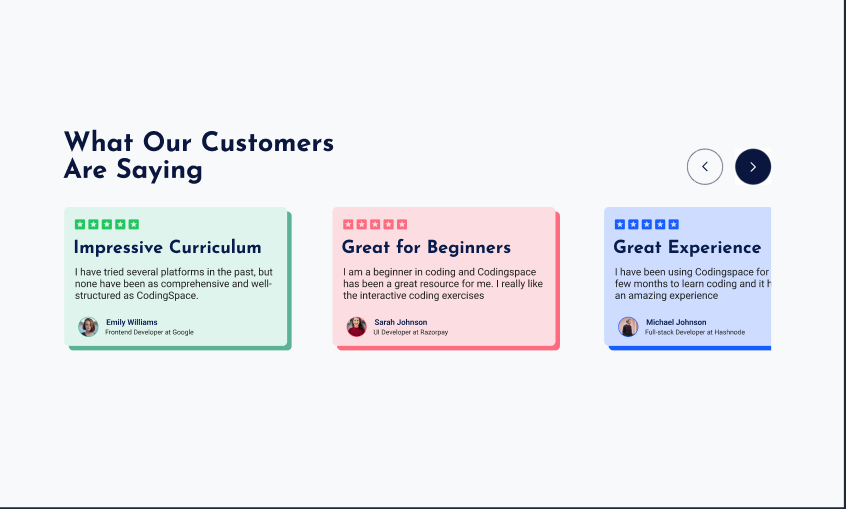 What Our Customers
Are Saying
Impressive Curriculum
I have tried several platforms in the past, but
none have been as comprehensive and well-
structured as CodingSpace.
Emily Williams
Frontend Developer at Google
Great for Beginners
I am a beginner in coding and Codingspace
has been a great resource for me. I really like
the interactive coding exercises
Sarah Johnson
UI Developer at Razorpay
Great Experience
I have been using Codingspace for
few months to learn coding and it h
an amazing experience
Michael Johnson
Full-stack Developer at Hashnode